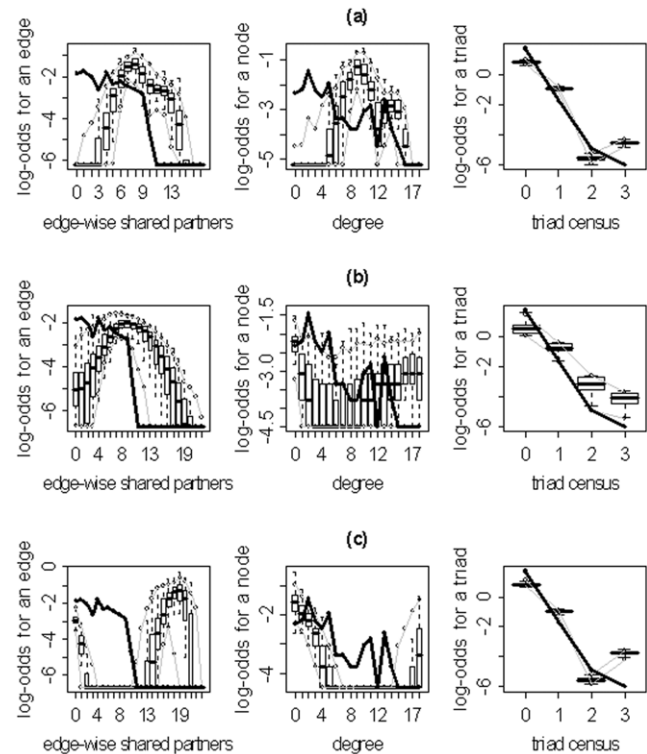 (a)
log-odds for an edge
-2
-4
-6
0 3 6 9 13
edge-wise shared partners
log-odds for a node
-1
-3
-5
0 4 8 12 17
degree
log-odds for a triad
0
-2
-4
-6
0 1 2 3
triad census
(b)
log-odds for an edge
-2
-4
-6
0 4 8 13 19
edge-wise shared partners
log-odds for a node
-1.5
-3.0
-4.5
0 4 8 12 17
degree
log-odds for a triad
0
-2
-4
-6
0 1 2 3
triad census
(c)
log-odds for an edge
0
-2
-4
-6
0 4 8 13 19
edge-wise shared partners
log-odds for a node
-2
-4
0 4 8 12 17
degree
log-odds for a triad
0
-2
-4
-6
0 1 2 3
triad census